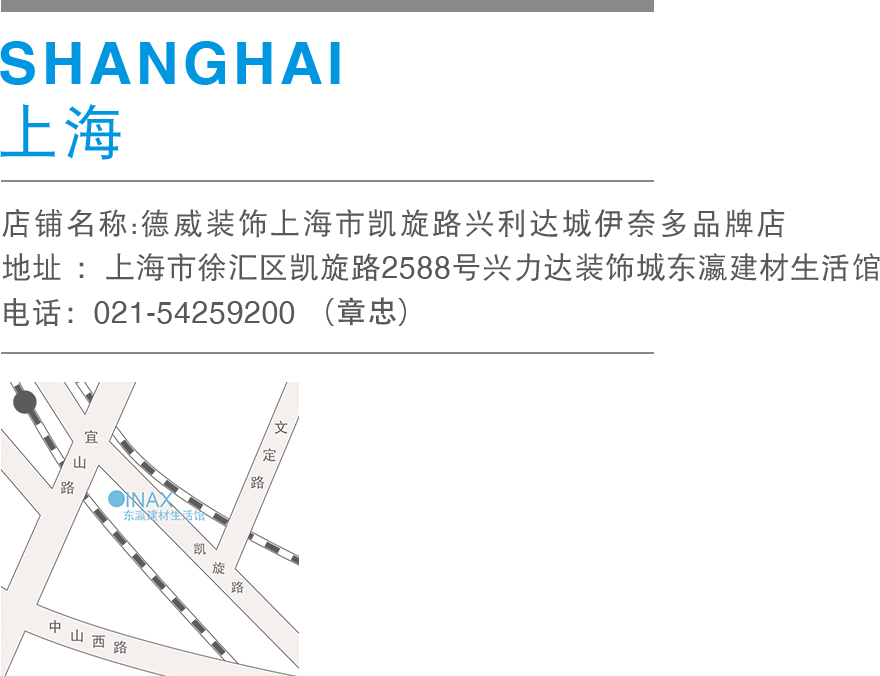 SHANGHAI
上海
店铺名称:德威装饰上海市凯旋路兴利达城伊奈多品牌店
地址 : 上海市徐汇区凯旋路2588号兴力达装饰城东瀛建材生活馆
电话: 021-54259200 （章忠）
宜山路
文定路
INAX
东瀛建材生活馆
凯旋路
中山西路